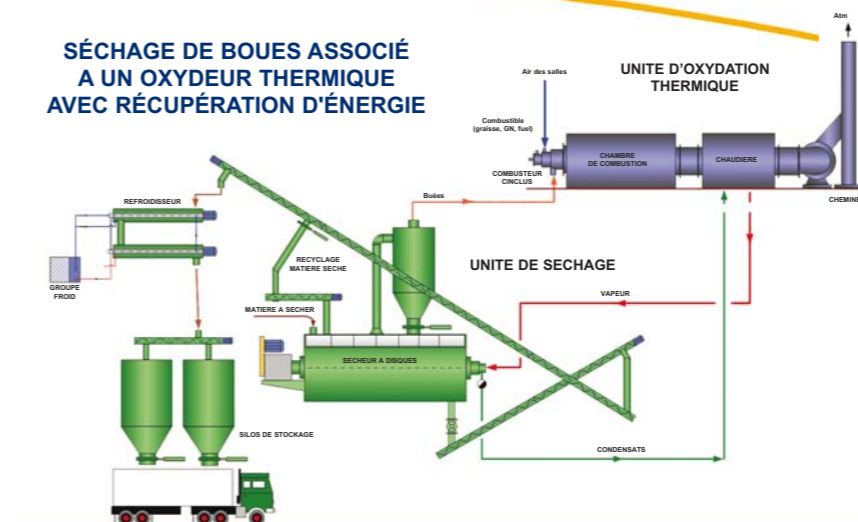 SÉCHAGE DE BOUES ASSOCIÉ
A UN OXYDEUR THERMIQUE
AVEC RÉCUPÉRATION D'ÉNERGIE
Atm
UNITE D'OXYDATION
THERMIQUE
Air des salles
Combustible
(graisse, GN, fuel)
CHAMBRE
DE COMBUSTION
CHAUDIERE
COMBUSTEUR
CINCLUS
CHEMINE
Buées
REFROIDISSEUR
RECYCLAGE
MATIERE SECHE
UNITE DE SECHAGE
GROUPE
FROID
MATIERE A SÉCHER
VAPEUR
SECHEUR A DISQUES
SILOS DE STOCKAGE
CONDENSATS